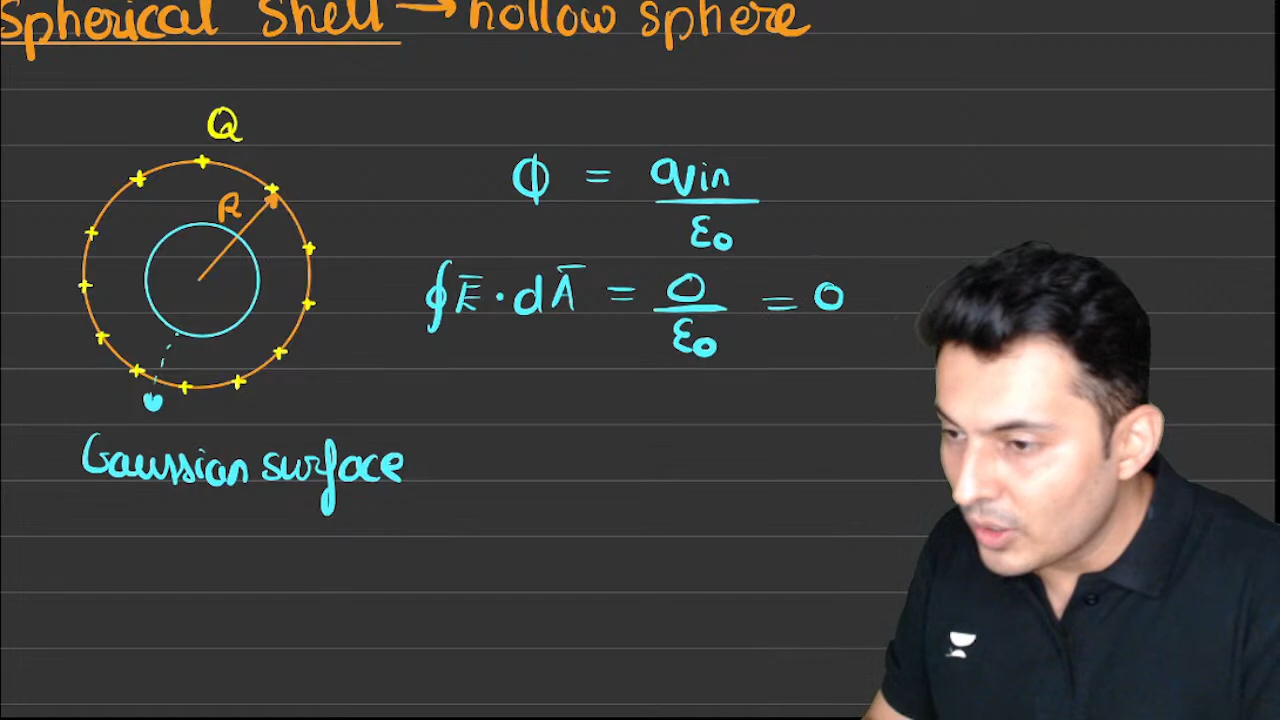 Spherical Shell → hollow sphere
Q
R
Φ = qin / ε0
∮ E̅ · dA̅ = 0 / ε0 = 0
Gaussian surface